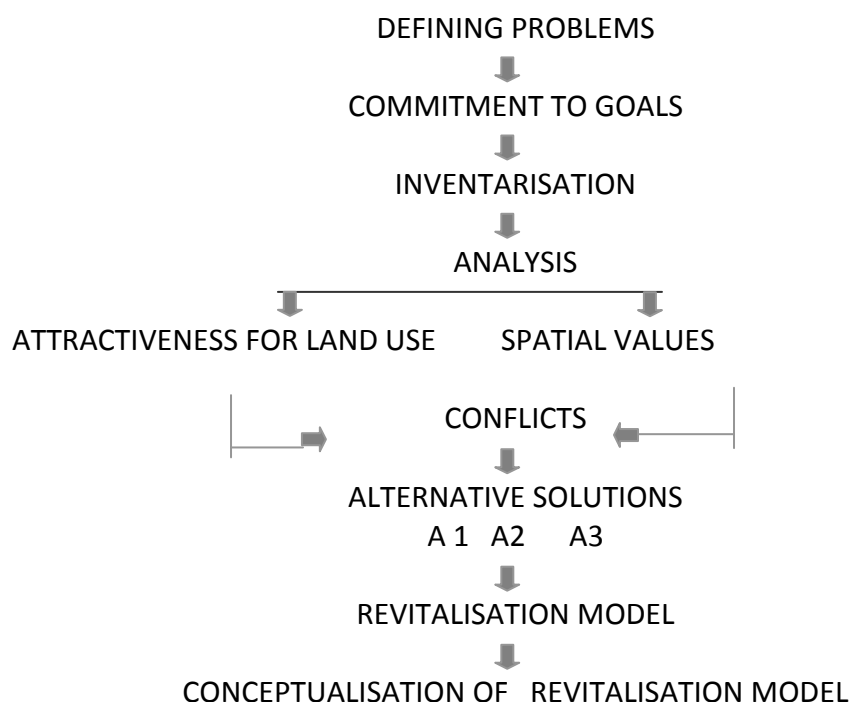 DEFINING PROBLEMS
COMMITMENT TO GOALS
INVENTARISATION
ANALYSIS
ATTRACTIVENESS FOR LAND USE SPATIAL VALUES
CONFLICTS
ALTERNATIVE SOLUTIONS
A 1 A2 A3
REVITALISATION MODEL
CONCEPTUALISATION OF REVITALISATION MODEL